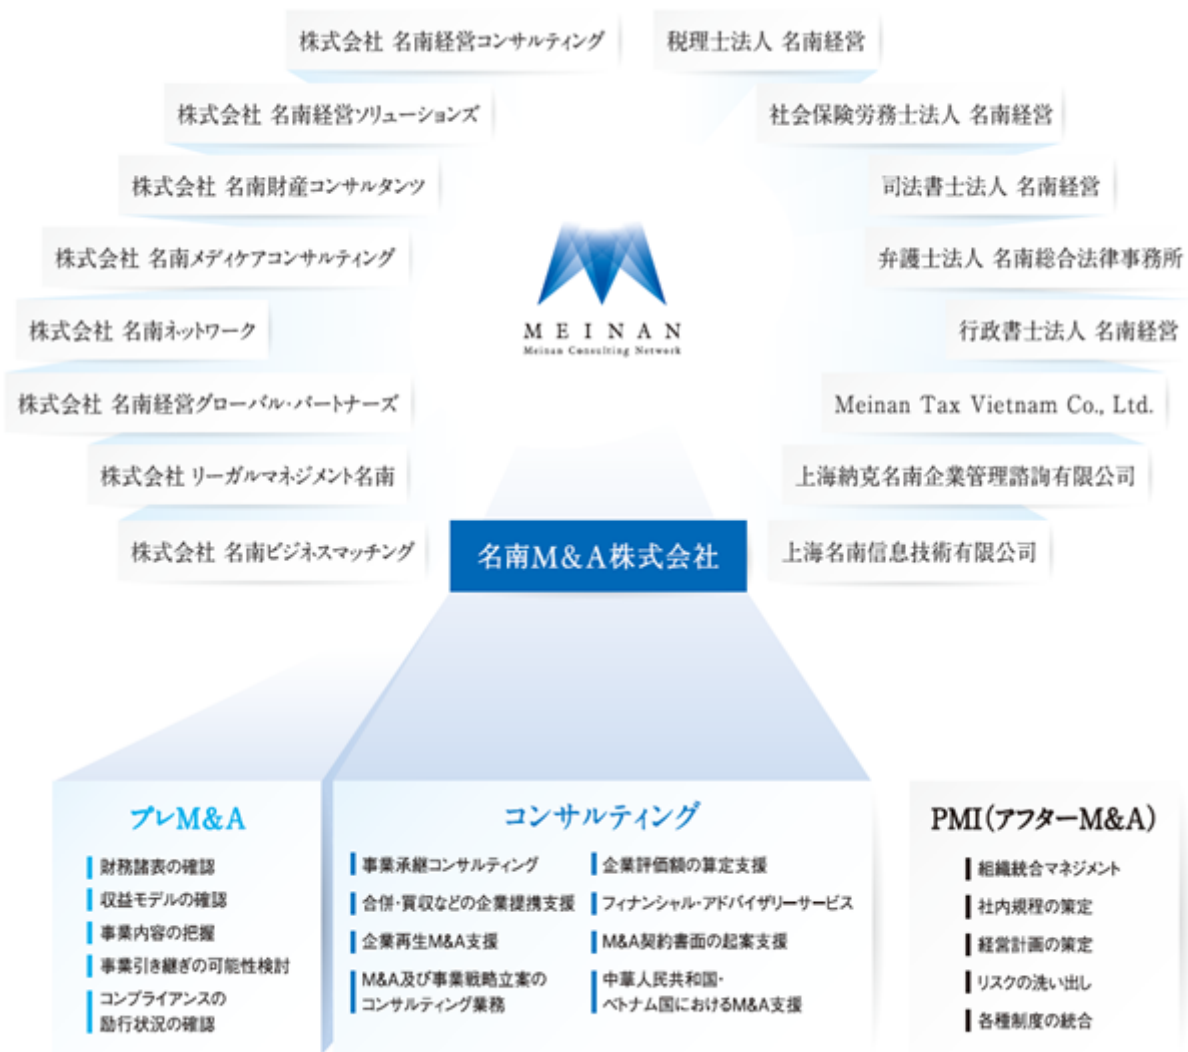 株式会社 名南経営コンサルティング
税理士法人 名南経営
株式会社 名南経営ソリューションズ
社会保険労務士法人 名南経営
株式会社 名南財産コンサルタンツ
司法書士法人 名南経営
株式会社 名南メディケアコンサルティング
弁護士法人 名南総合法律事務所
株式会社 名南ネットワーク
行政書士法人 名南経営
MEINAN
Meinan Consulting Network
株式会社 名南経営グローバル・パートナーズ
Meinan Tax Vietnam Co., Ltd.
株式会社 リーガルマネジメント名南
上海納克名南企業管理諮詢有限公司
株式会社 名南ビジネスマッチング
名南M&A株式会社
上海名南信息技術有限公司
プレM&A
財務諸表の確認
収益モデルの確認
事業内容の把握
事業引き継ぎの可能性検討
コンプライアンスの
励行状況の確認
コンサルティング
事業承継コンサルティング
合併・買収などの企業提携支援
企業再生M&A支援
M&A及び事業戦略立案の
コンサルティング業務
企業評価額の算定支援
フィナンシャル・アドバイザリーサービス
M&A契約書面の起案支援
中華人民共和国・
ベトナム国におけるM&A支援
PMI(アフターM&A)
組織統合マネジメント
社内規程の策定
経営計画の策定
リスクの洗い出し
各種制度の統合